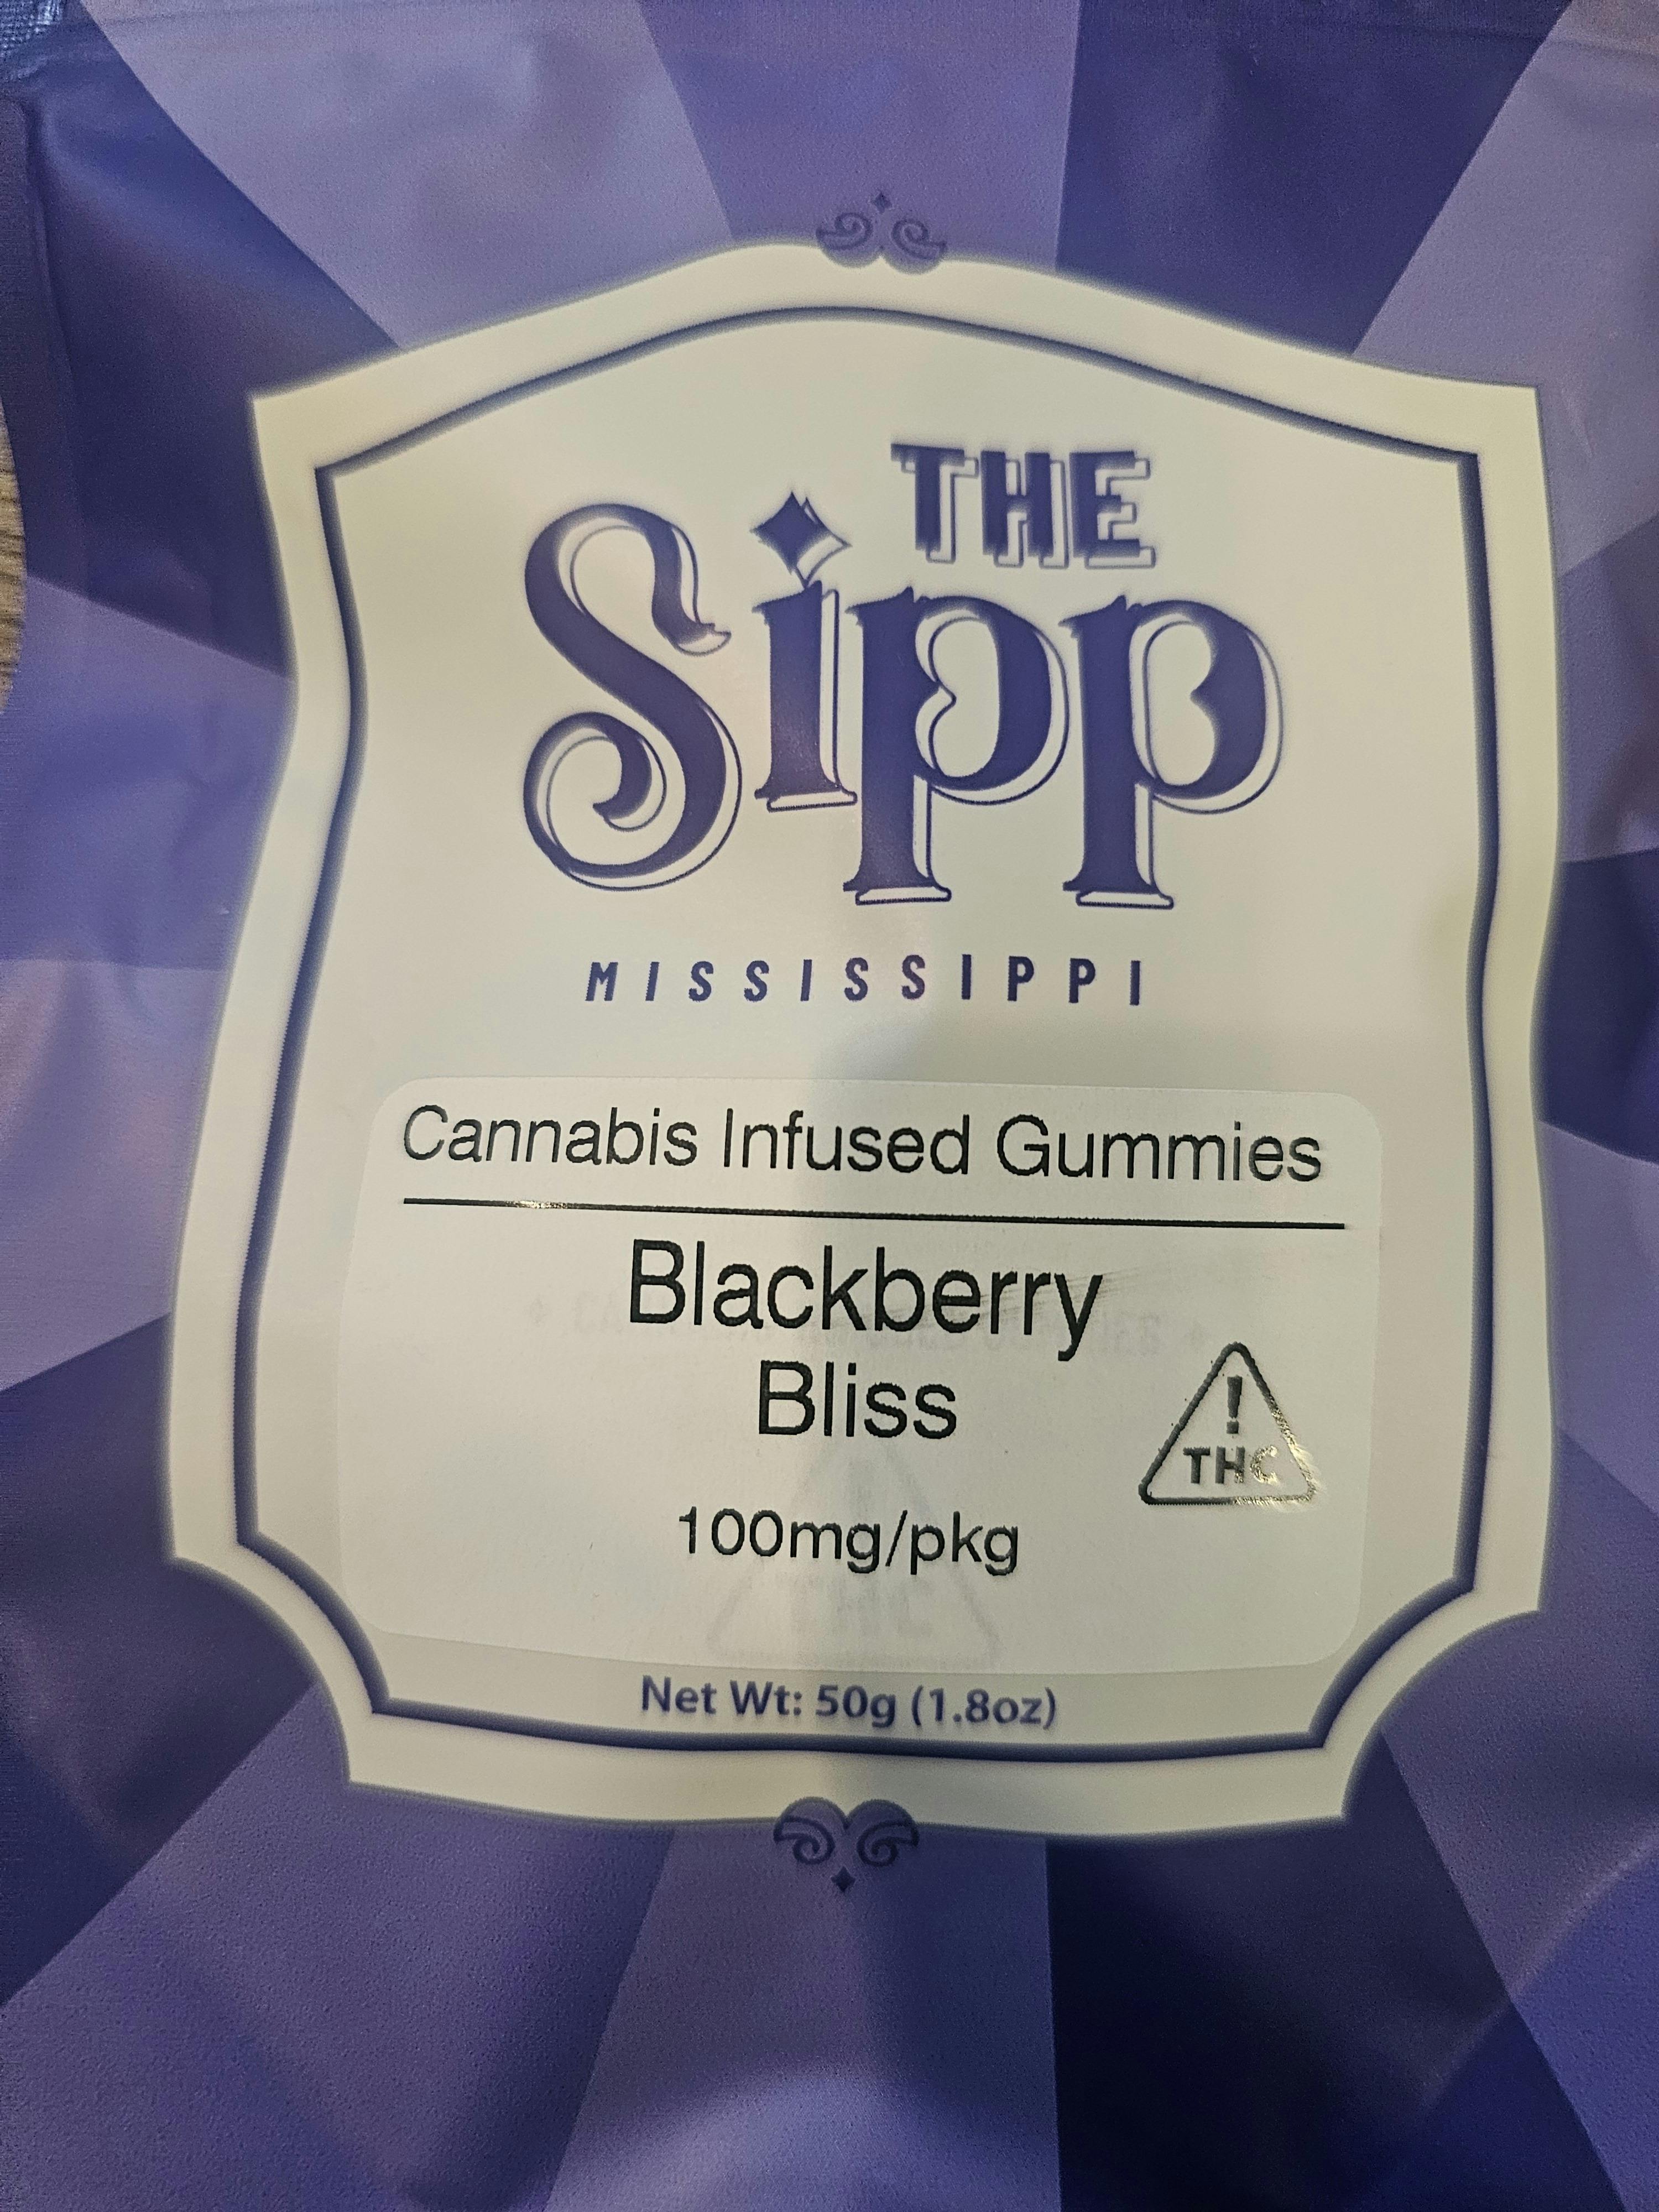 THE
Sipp
MISSISSIPPI
Cannabis Infused Gummies
Blackberry
Bliss
!
THC
100mg/pkg
Net Wt: 50g (1.8oz)